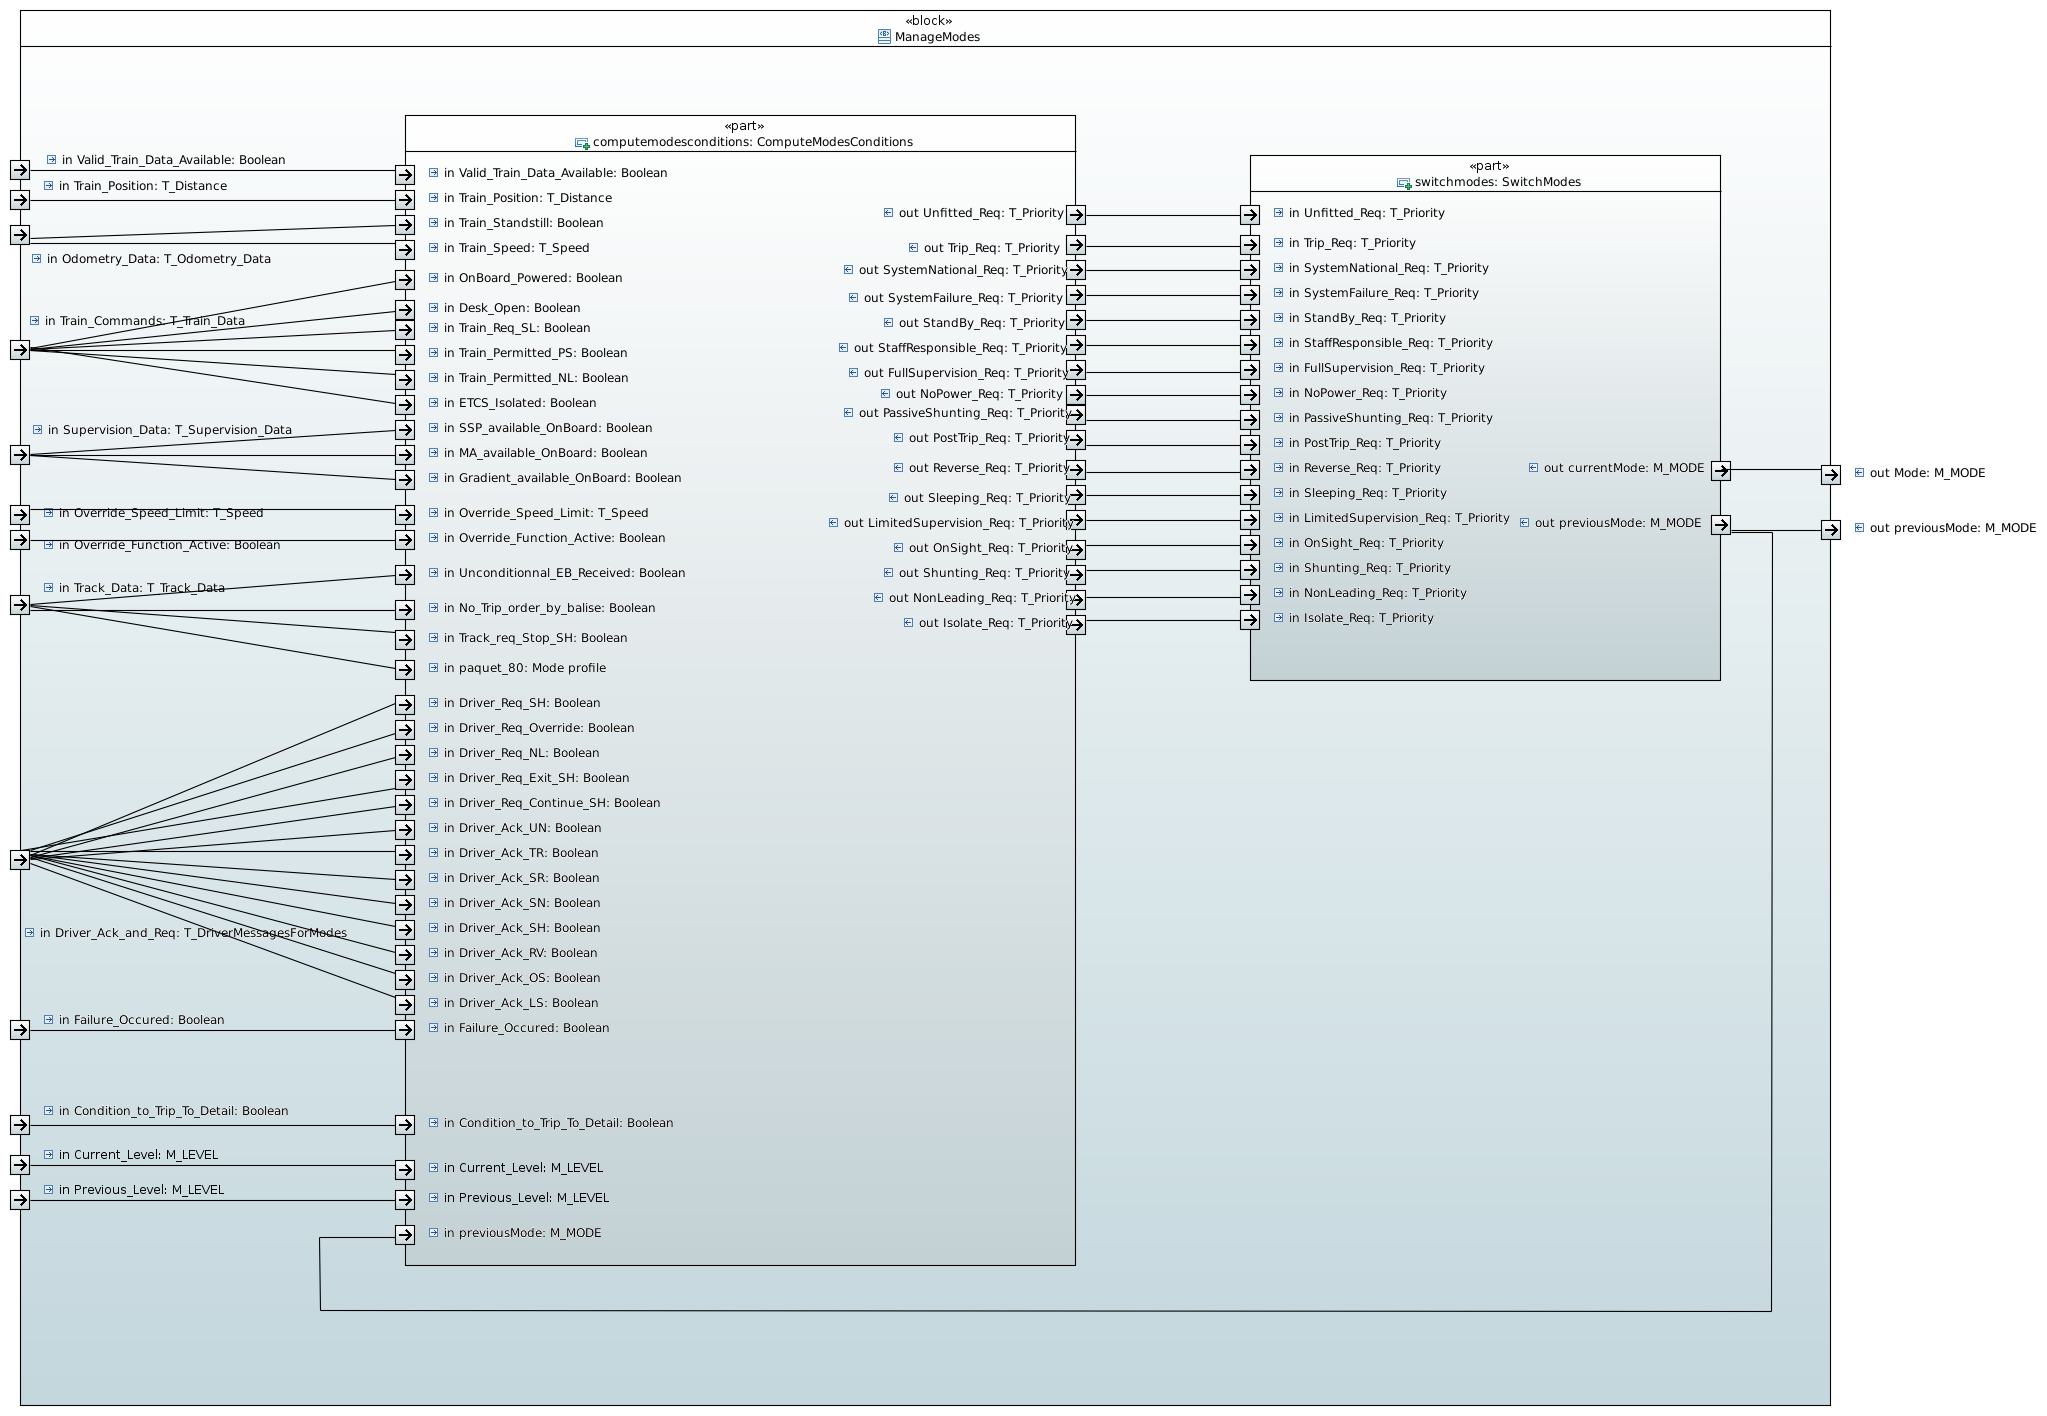 «block»
ManageModes
in Valid_Train_Data_Available: Boolean
in Train_Position: T_Distance
in Odometry_Data: T_Odometry_Data
in Train_Commands: T_Train_Data
in Supervision_Data: T_Supervision_Data
in Override_Speed_Limit: T_Speed
in Override_Function_Active: Boolean
in Track_Data: T_Track_Data
in Driver_Ack_and_Req: T_DriverMessagesForModes
in Failure_Occured: Boolean
in Condition_to_Trip_To_Detail: Boolean
in Current_Level: M_LEVEL
in Previous_Level: M_LEVEL
«part»
computemodesconditions: ComputeModesConditions
in Valid_Train_Data_Available: Boolean
in Train_Position: T_Distance
in Train_Standstill: Boolean
in Train_Speed: T_Speed
in OnBoard_Powered: Boolean
in Desk_Open: Boolean
in Train_Req_SL: Boolean
in Train_Permitted_PS: Boolean
in Train_Permitted_NL: Boolean
in ETCS_Isolated: Boolean
in SSP_available_OnBoard: Boolean
in MA_available_OnBoard: Boolean
in Gradient_available_OnBoard: Boolean
in Override_Speed_Limit: T_Speed
in Override_Function_Active: Boolean
in Unconditionnal_EB_Received: Boolean
in No_Trip_order_by_balise: Boolean
in Track_req_Stop_SH: Boolean
in paquet_80: Mode profile
in Driver_Req_SH: Boolean
in Driver_Req_Override: Boolean
in Driver_Req_NL: Boolean
in Driver_Req_Exit_SH: Boolean
in Driver_Req_Continue_SH: Boolean
in Driver_Ack_UN: Boolean
in Driver_Ack_TR: Boolean
in Driver_Ack_SR: Boolean
in Driver_Ack_SN: Boolean
in Driver_Ack_SH: Boolean
in Driver_Ack_RV: Boolean
in Driver_Ack_OS: Boolean
in Driver_Ack_LS: Boolean
in Failure_Occured: Boolean
in Condition_to_Trip_To_Detail: Boolean
in Current_Level: M_LEVEL
in Previous_Level: M_LEVEL
in previousMode: M_MODE
out Unfitted_Req: T_Priority
out Trip_Req: T_Priority
out SystemNational_Req: T_Priority
out SystemFailure_Req: T_Priority
out StandBy_Req: T_Priority
out StaffResponsible_Req: T_Priority
out FullSupervision_Req: T_Priority
out NoPower_Req: T_Priority
out PassiveShunting_Req: T_Priority
out PostTrip_Req: T_Priority
out Reverse_Req: T_Priority
out Sleeping_Req: T_Priority
out LimitedSupervision_Req: T_Priority
out OnSight_Req: T_Priority
out Shunting_Req: T_Priority
out NonLeading_Req: T_Priority
out Isolate_Req: T_Priority
«part»
switchmodes: SwitchModes
in Unfitted_Req: T_Priority
in Trip_Req: T_Priority
in SystemNational_Req: T_Priority
in SystemFailure_Req: T_Priority
in StandBy_Req: T_Priority
in StaffResponsible_Req: T_Priority
in FullSupervision_Req: T_Priority
in NoPower_Req: T_Priority
in PassiveShunting_Req: T_Priority
in PostTrip_Req: T_Priority
in Reverse_Req: T_Priority
in Sleeping_Req: T_Priority
in LimitedSupervision_Req: T_Priority
in OnSight_Req: T_Priority
in Shunting_Req: T_Priority
in NonLeading_Req: T_Priority
in Isolate_Req: T_Priority
out currentMode: M_MODE
out previousMode: M_MODE
out Mode: M_MODE
out previousMode: M_MODE